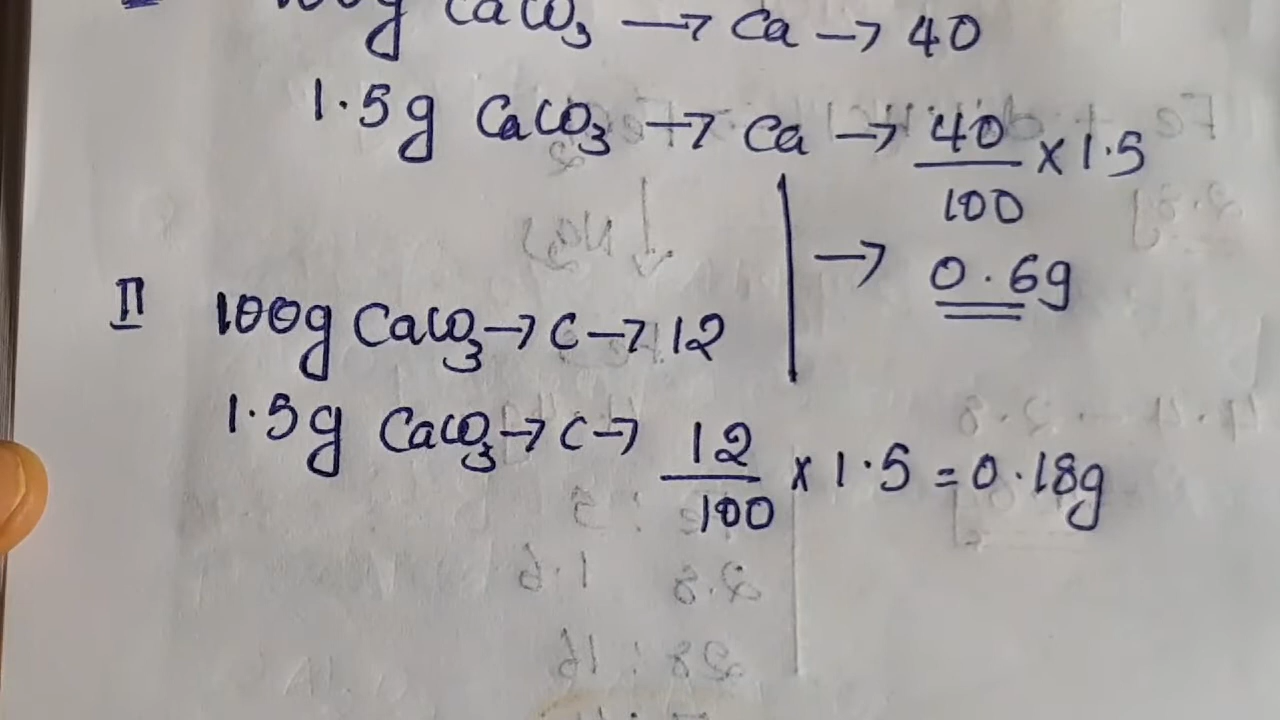 100g CaCO3 → Ca → 40
1.5g CaCO3 → Ca → 40/100 x 1.5
→ 0.6g
II 100g CaCO3 → C → 12
1.5g CaCO3 → C → 12/100 x 1.5 = 0.18g